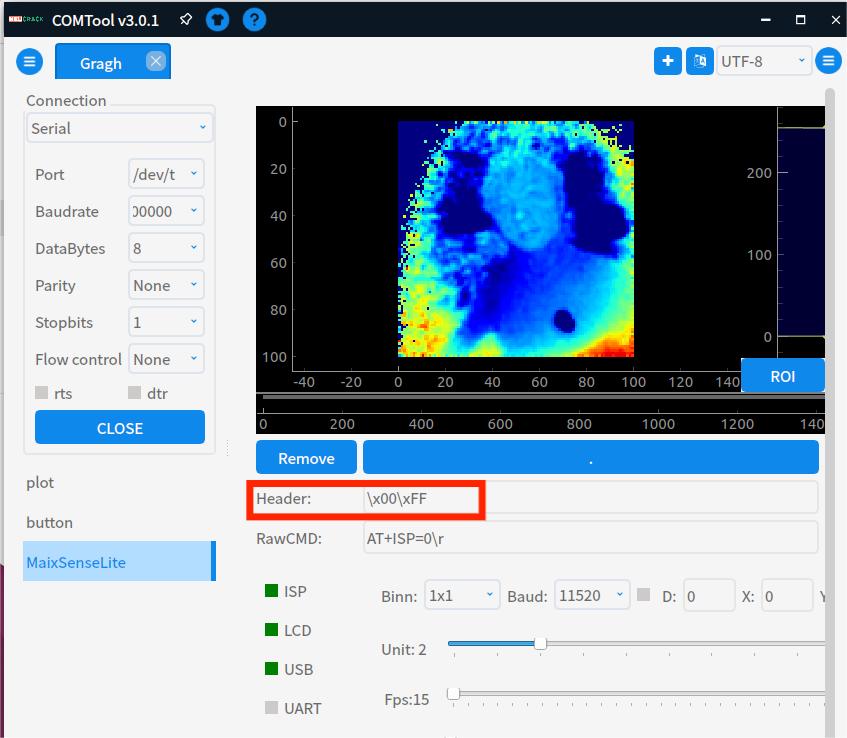 COMTool v3.0.1
Gragh
UTF-8
Connection
Serial
Port /dev/t
Baudrate 00000
DataBytes 8
Parity None
Stopbits 1
Flow control None
rts dtr
CLOSE
plot
button
MaixSenseLite
0
20
40
60
80
100
-40 -20 0 20 40 60 80 100 120 140
200
100
0
ROI
0 200 400 600 800 1000 1200 1400
Remove .
Header: \x00\xFF
RawCMD: AT+ISP=0\r
ISP
LCD
USB
UART
Binn: 1x1 Baud: 11520 D: 0 X: 0 Y
Unit: 2
Fps:15